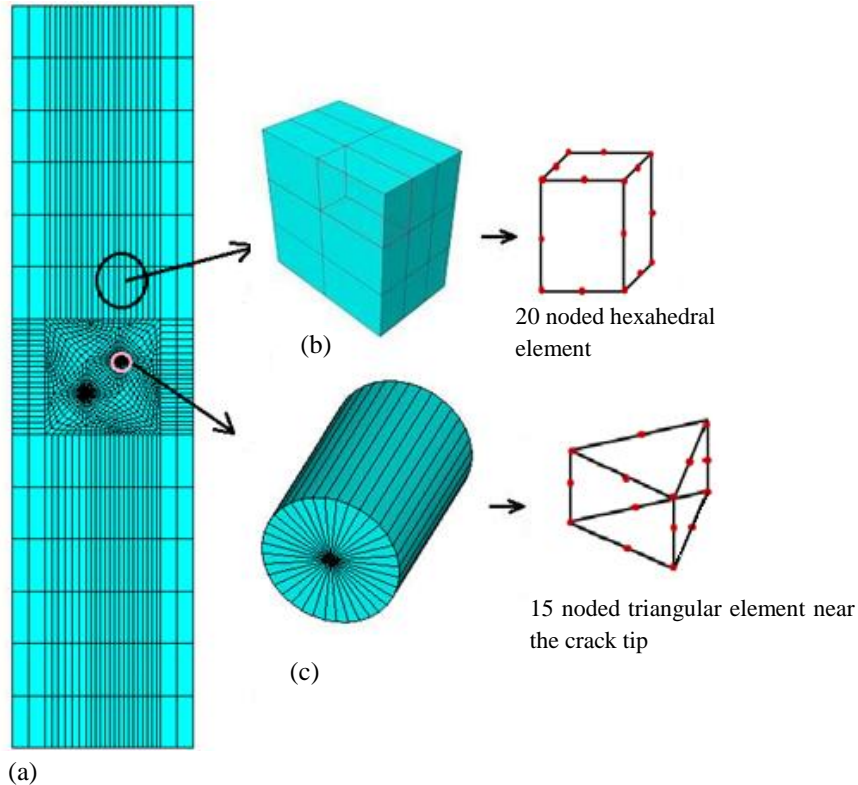 (b)
20 noded hexahedral
element
15 noded triangular element near
the crack tip
(c)
(a)